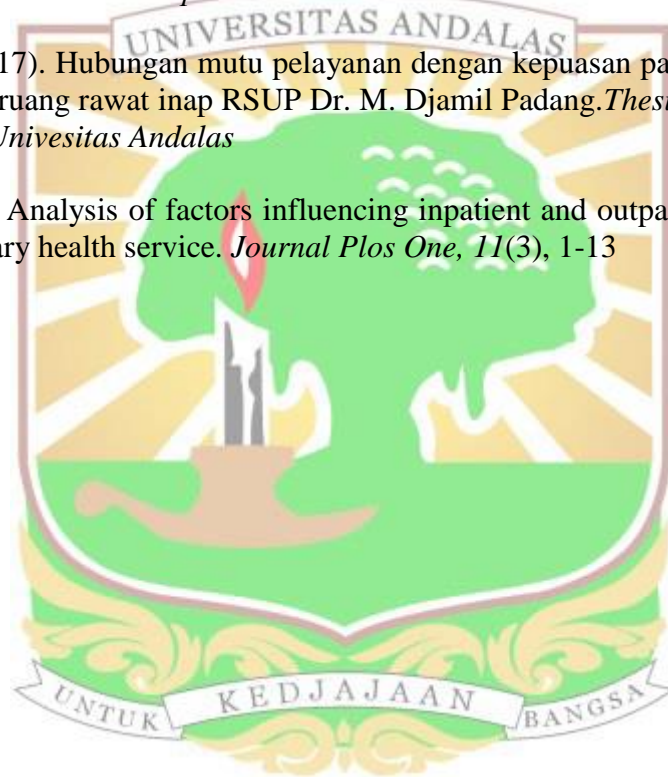 UNIVERSITAS ANDALAS
17). Hubungan mutu pelayanan dengan kepuasan pa
ruang rawat inap RSUP Dr. M. Djamil Padang.Thesi
Univesitas Andalas
Analysis of factors influencing inpatient and outpa
ary health service. Journal Plos One, 11(3), 1-13
UNTUK KEDJAJAAN BANGSA